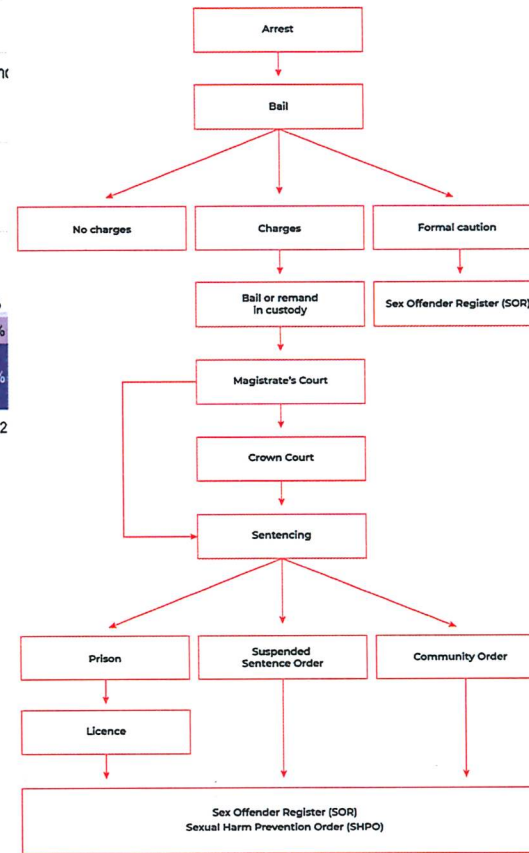 Arrest
Bail
No charges
Charges
Formal caution
Bail or remand
in custody
Sex Offender Register (SOR)
Magistrate's Court
Crown Court
Sentencing
Prison
Suspended
Sentence Order
Community Order
Licence
Sex Offender Register (SOR)
Sexual Harm Prevention Order (SHPO)
%
%
2